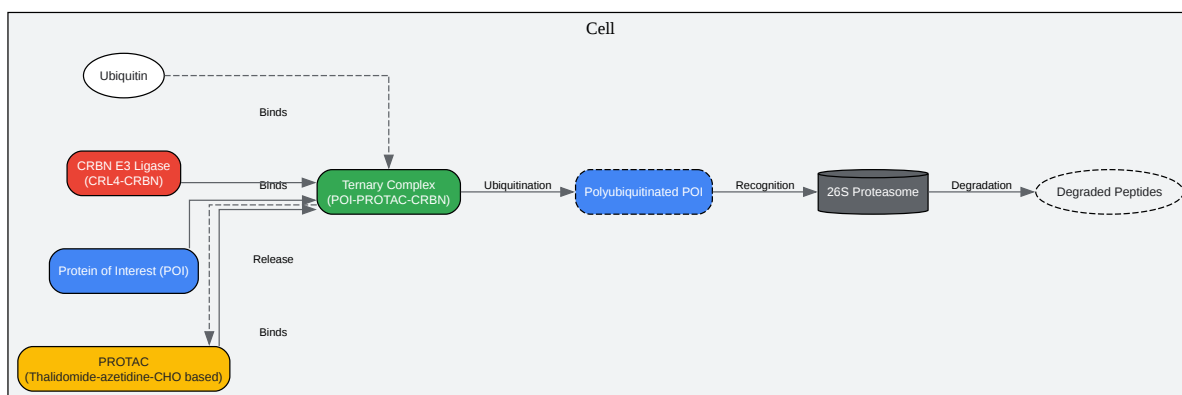 Cell
Ubiquitin
Binds
CRBN E3 Ligase
(CRL4-CRBN)
Binds
Ternary Complex
(POI-PROTAC-CRBN)
Ubiquitination
Polyubiquitinated POI
Recognition
26S Proteasome
Degradation
Degraded Peptides
Protein of Interest (POI)
Release
Binds
PROTAC
(Thalidomide-azetidine-CHO based)